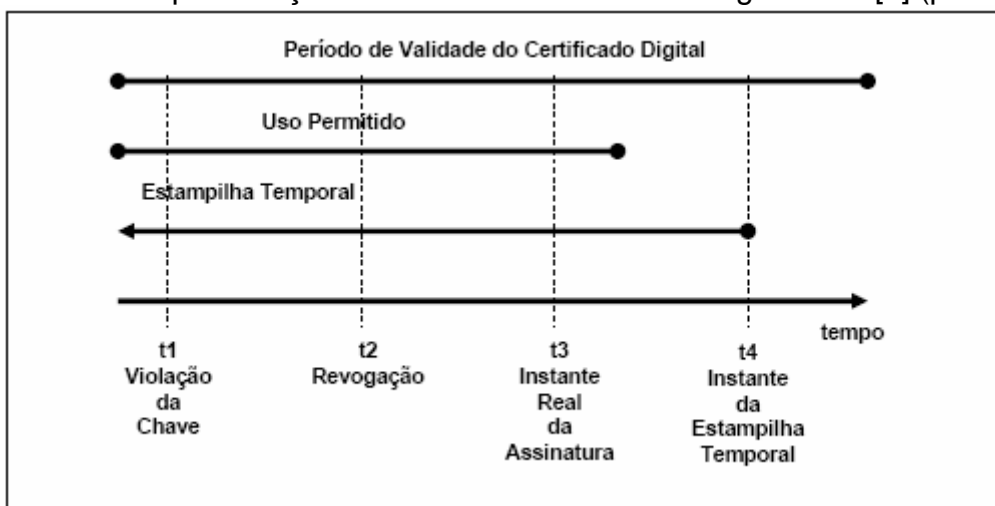 Período de Validade do Certificado Digital
Uso Permitido
Estampilha Temporal
tempo
t1
Violação
da
Chave
t2
Revogação
t3
Instante
Real
da
Assinatura
t4
Instante
da
Estampilha
Temporal